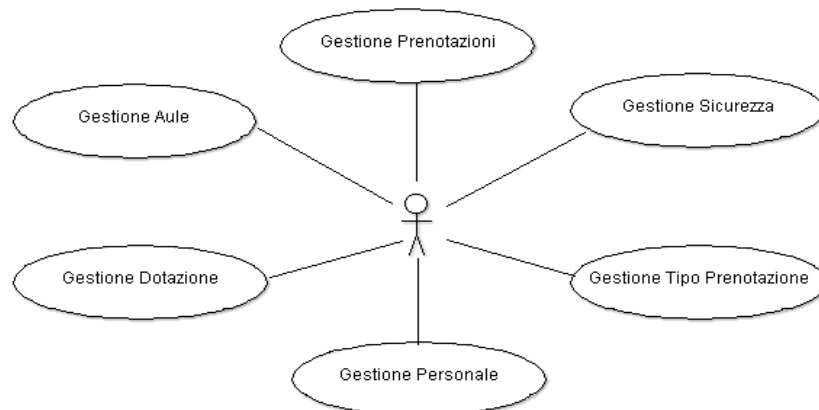 Gestione Prenotazioni
Gestione Aule
Gestione Sicurezza
Gestione Dotazione
Gestione Tipo Prenotazione
Gestione Personale